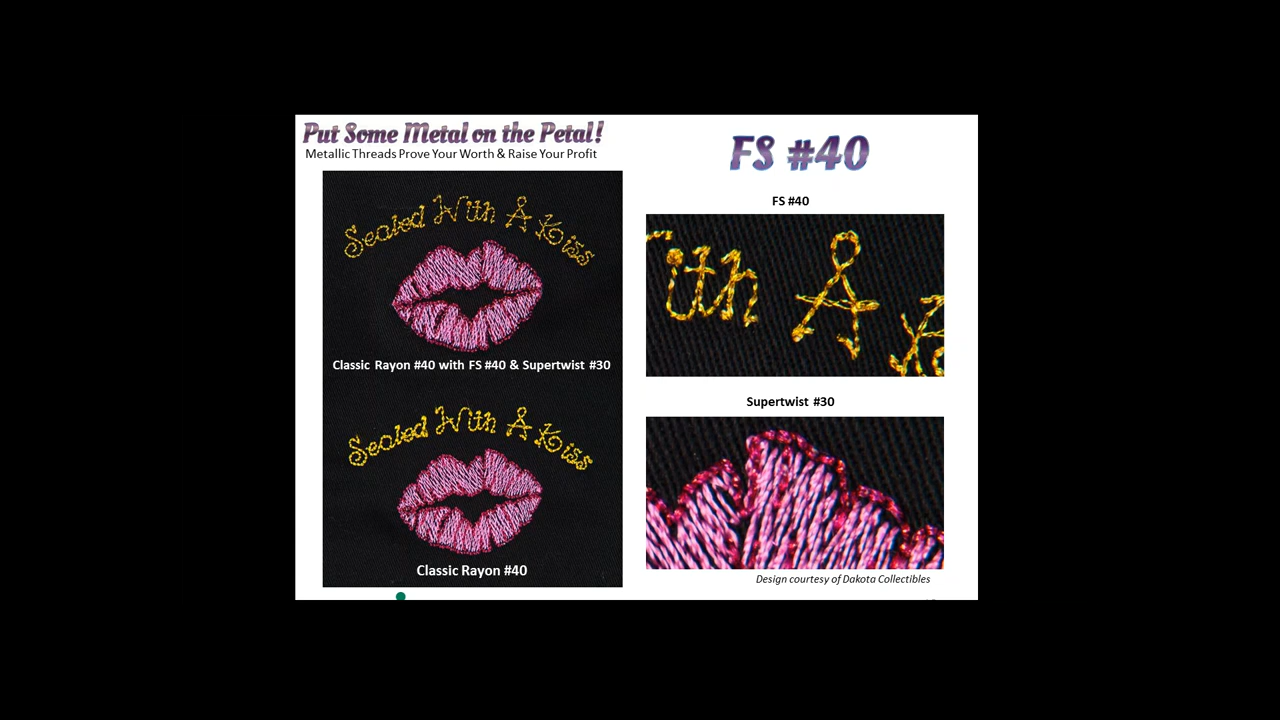 Put Some Metal on the Petal!
Metallic Threads Prove Your Worth & Raise Your Profit
Sealed With A Kiss
Classic Rayon #40 with FS #40 & Supertwist #30
Sealed With A Kiss
Classic Rayon #40
FS #40
FS #40
ith A
Supertwist #30
Design courtesy of Dakota Collectibles